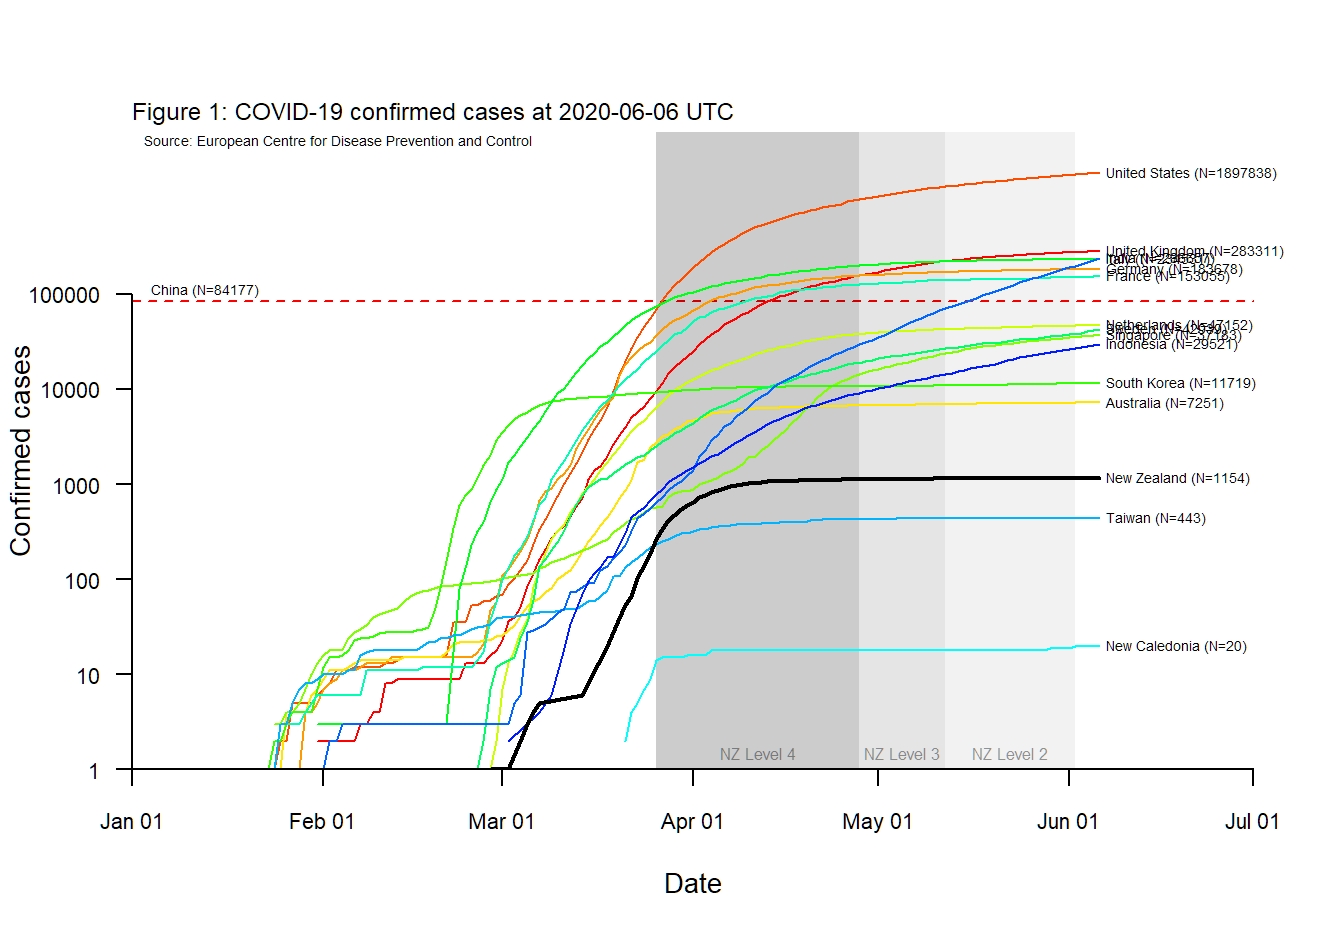 Figure 1: COVID-19 confirmed cases at 2020-06-06 UTC
Source: European Centre for Disease Prevention and Control
United States (N=1897838)
United Kingdom (N=283311)
Germany (N=183678)
France (N=153055)
China (N=84177)
Netherlands (N=47152)
Singapore (N=37183)
Indonesia (N=29521)
South Korea (N=11719)
Australia (N=7251)
New Zealand (N=1154)
Taiwan (N=443)
New Caledonia (N=20)
NZ Level 4
NZ Level 3
NZ Level 2
Confirmed cases
100000
10000
1000
100
10
1
Jan 01
Feb 01
Mar 01
Apr 01
May 01
Jun 01
Jul 01
Date